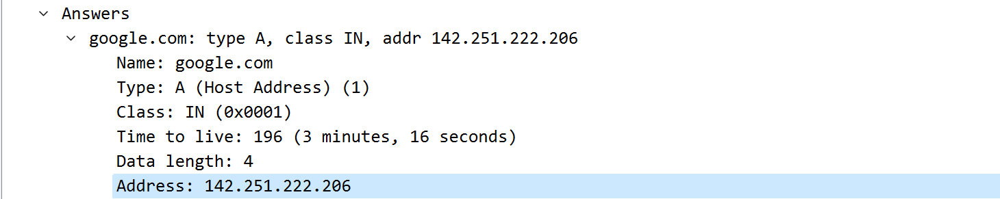 Answers
google.com: type A, class IN, addr 142.251.222.206
Name: google.com
Type: A (Host Address) (1)
Class: IN (0x0001)
Time to live: 196 (3 minutes, 16 seconds)
Data length: 4
Address: 142.251.222.206